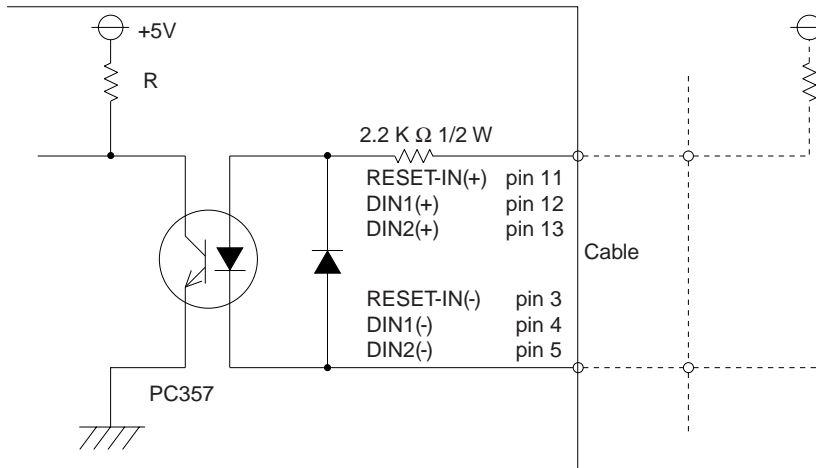 +5V
R
2.2 K Ω 1/2 W
RESET-IN(+) pin 11
DIN1(+) pin 12
DIN2(+) pin 13
Cable
RESET-IN(-) pin 3
DIN1(-) pin 4
DIN2(-) pin 5
PC357